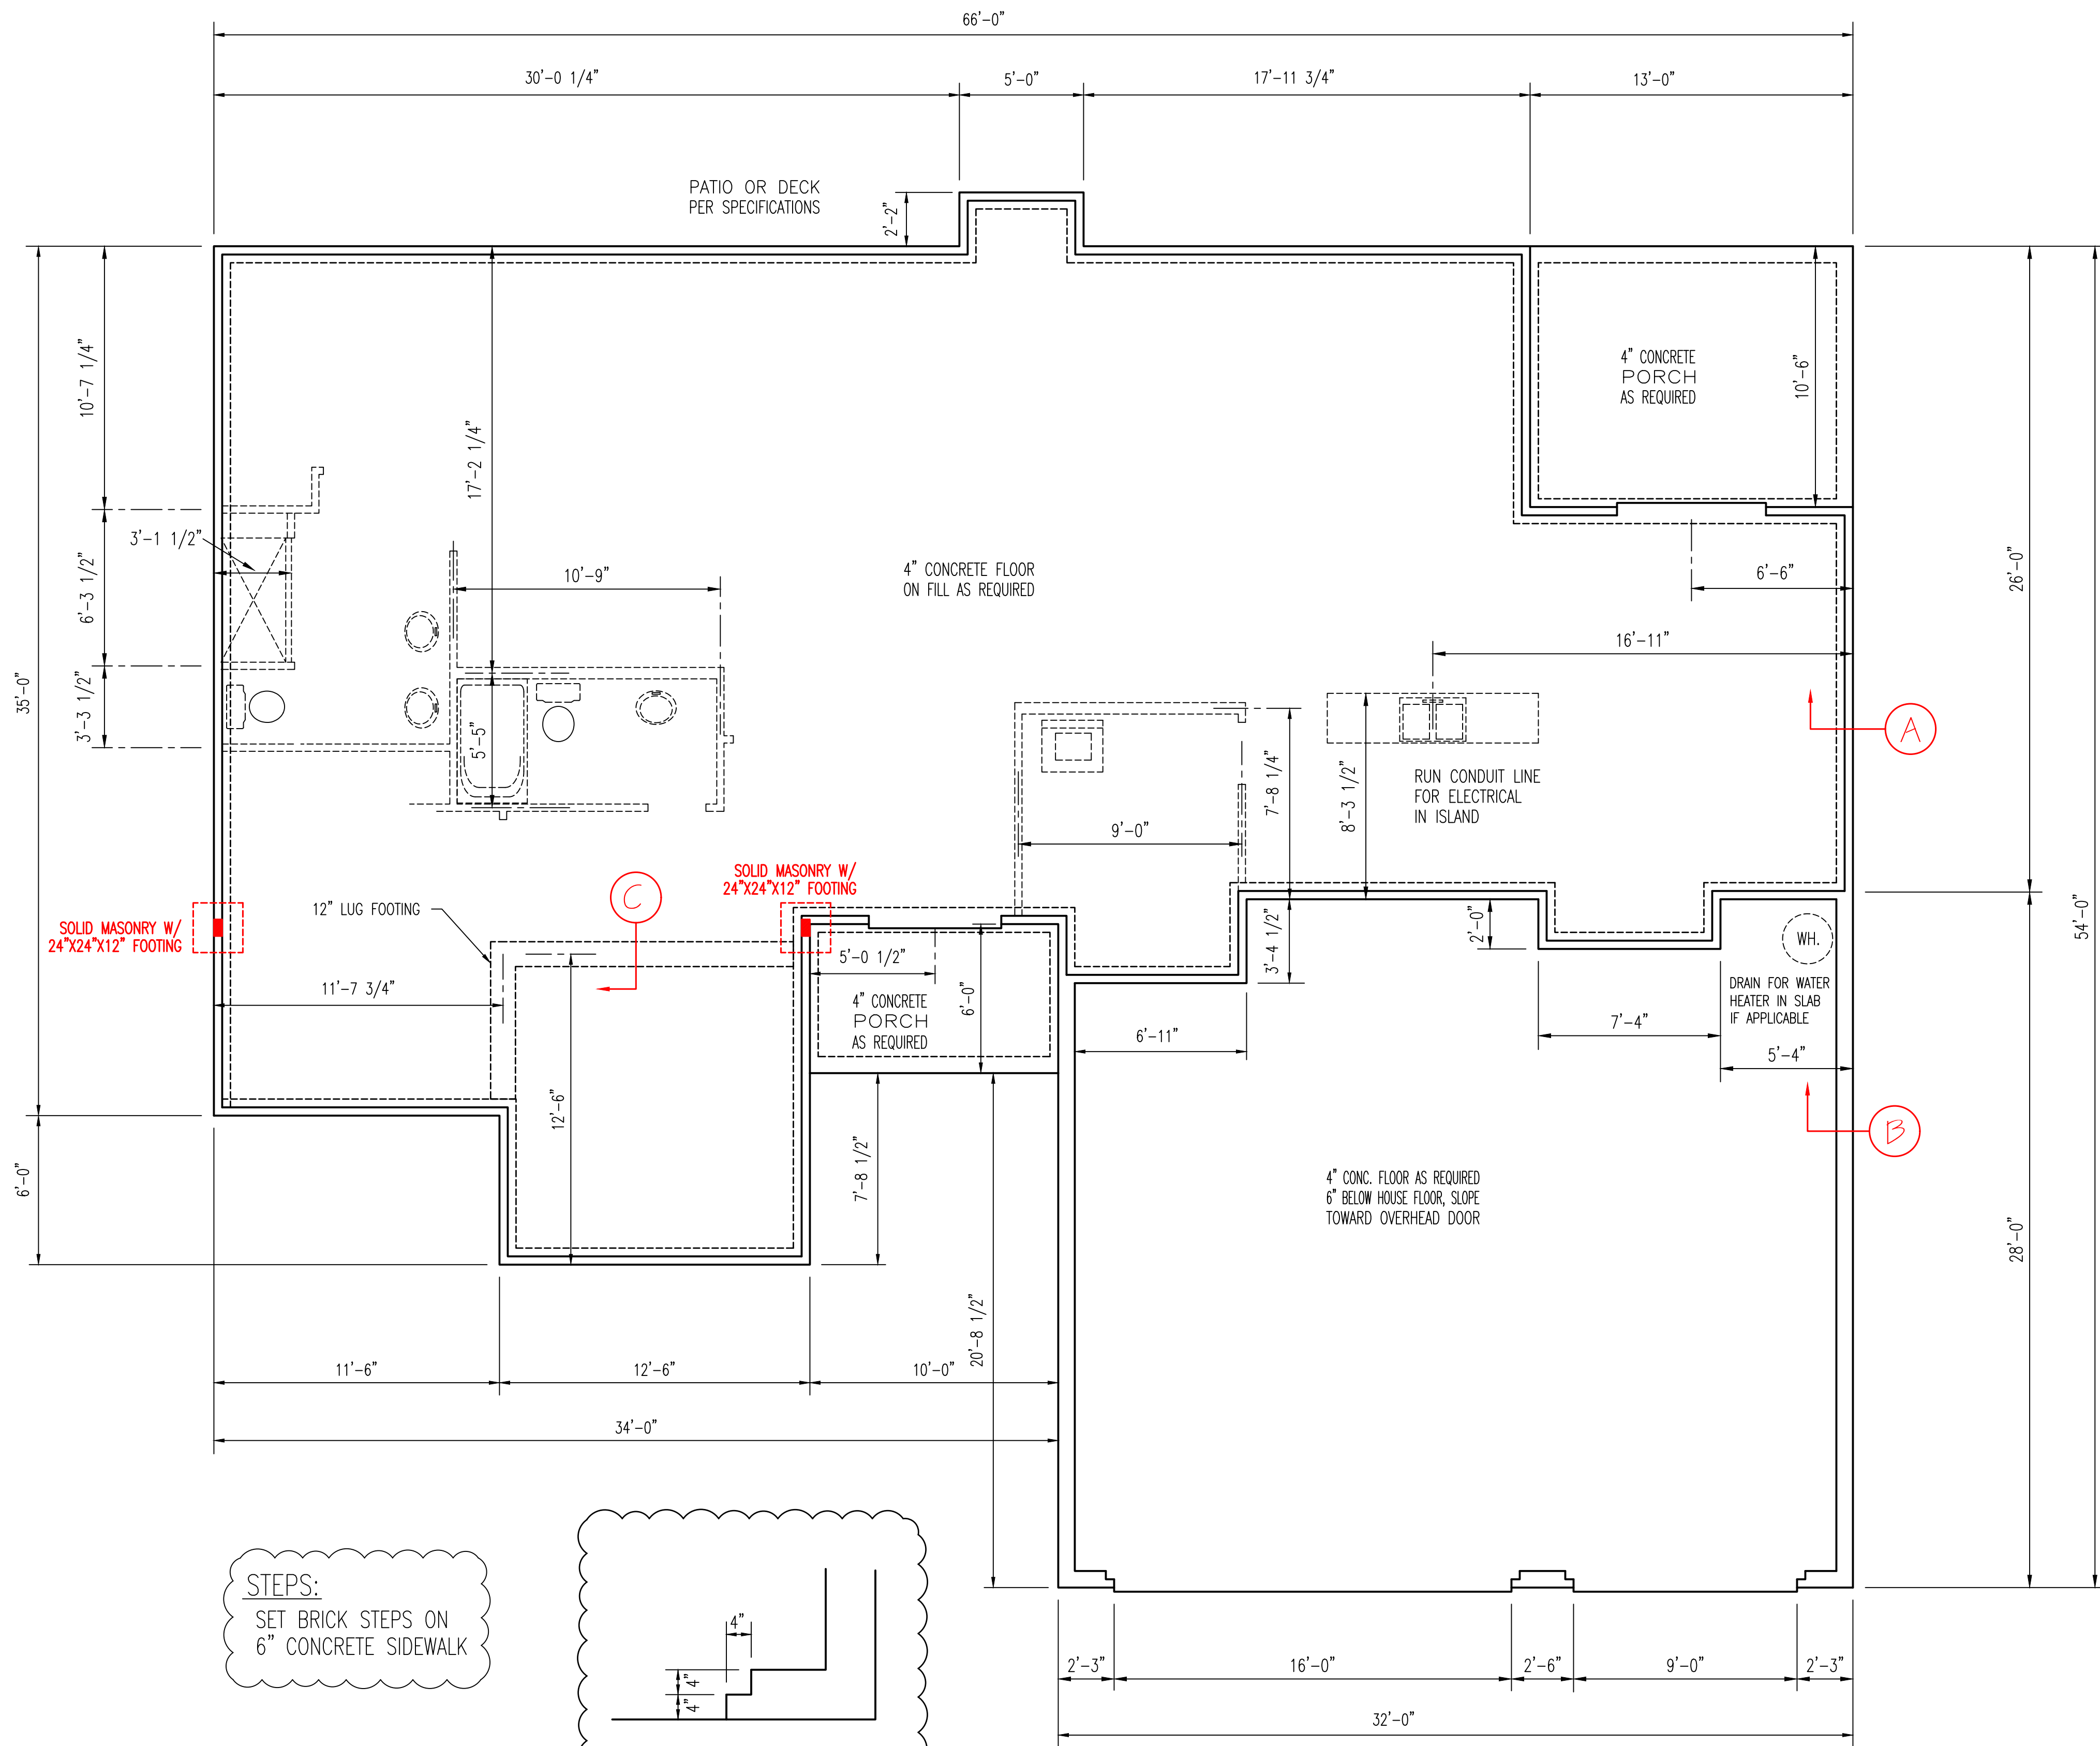 66'-0"
30'-0 1/4"
5'-0"
17'-11 3/4"
13'-0"
PATIO OR DECK
PER SPECIFICATIONS
2'-2"
10'-7 1/4"
17'-2 1/4"
4" CONCRETE
PORCH
AS REQUIRED
10'-6"
3'-1 1/2"
6'-3 1/2"
10'-9"
4" CONCRETE FLOOR
ON FILL AS REQUIRED
6'-6"
26'-0"
16'-11"
35'-0"
3'-3 1/2"
5'-5"
A
7'-8 1/4"
8'-3 1/2"
RUN CONDUIT LINE
FOR ELECTRICAL
IN ISLAND
9'-0"
SOLID MASONRY W/
24"X24"X12" FOOTING
C
12" LUG FOOTING
SOLID MASONRY W/
24"X24"X12" FOOTING
54'-0"
2'-0"
WH.
3'-4 1/2"
5'-0 1/2"
6'-0"
11'-7 3/4"
4" CONCRETE
PORCH
AS REQUIRED
DRAIN FOR WATER
HEATER IN SLAB
IF APPLICABLE
7'-4"
6'-11"
5'-4"
12'-6"
B
7'-8 1/2"
6'-0"
4" CONC. FLOOR AS REQUIRED
6" BELOW HOUSE FLOOR, SLOPE
TOWARD OVERHEAD DOOR
28'-0"
20'-8 1/2"
11'-6"
12'-6"
10'-0"
34'-0"
STEPS:
SET BRICK STEPS ON
6" CONCRETE SIDEWALK
4"
4"
4"
2'-3"
16'-0"
2'-6"
9'-0"
2'-3"
32'-0"